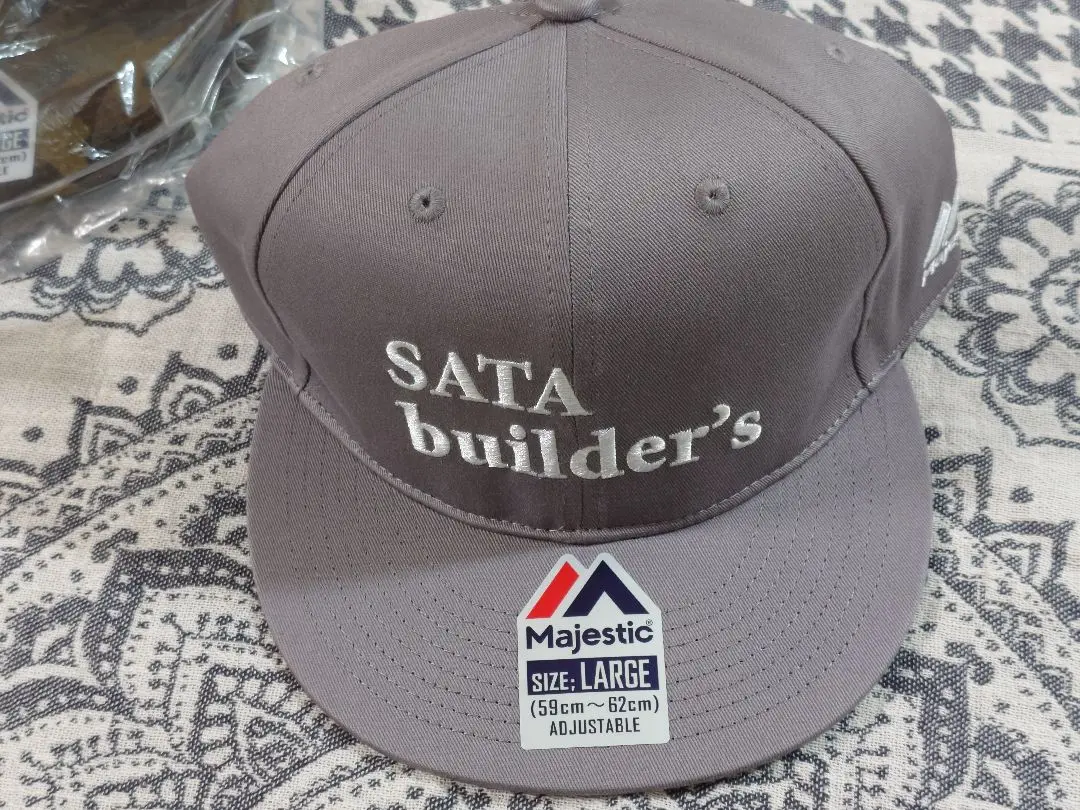 SATA
builder's
Majestic®
SIZE; LARGE
(59cm～62cm)
ADJUSTABLE